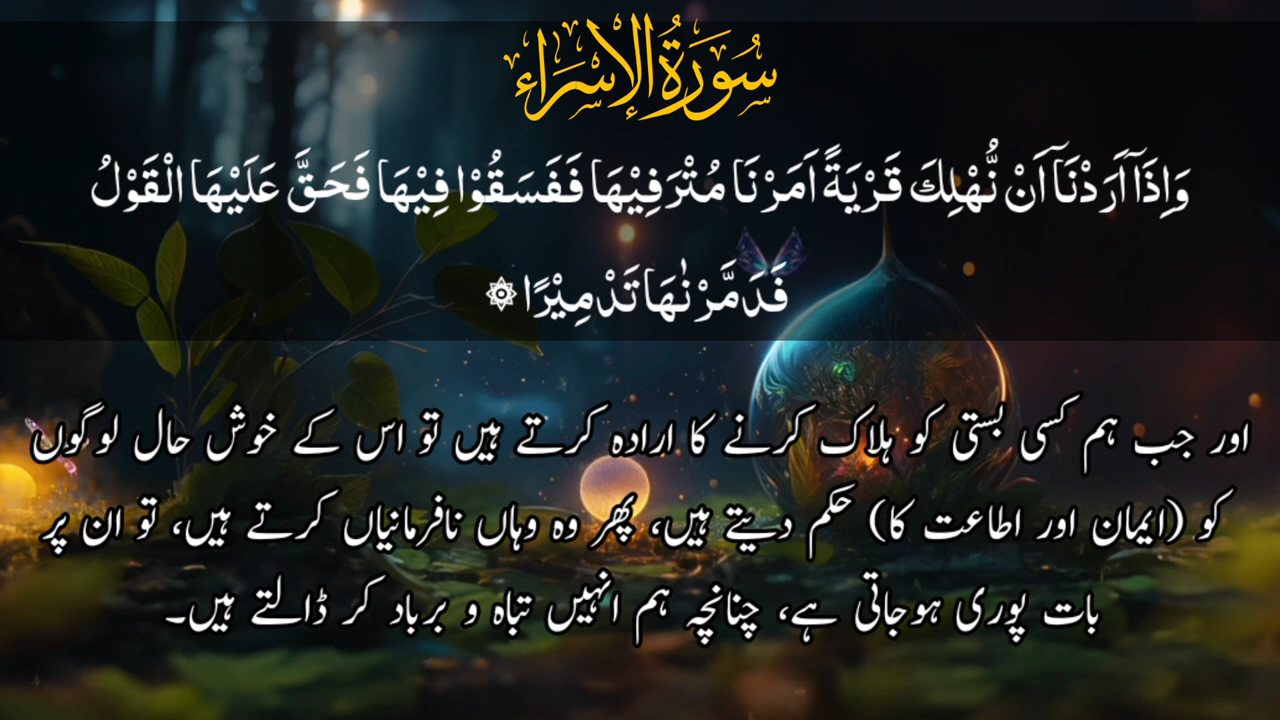 سُوۡرَةُ الإِسۡرَاء
وَاِذَاۤ اَرَدْنَاۤ اَنْ نُّهْلِكَ قَرْيَةً اَمَرْنَا مُتْرَفِيْهَا فَفَسَقُوْا فِيْهَا فَحَقَّ عَلَيْهَا الْقَوْلُ
فَدَمَّرْنٰهَا تَدْمِيْرًا ۞
اور جب ہم کسی بستی کو ہلاک کرنے کا ارادہ کرتے ہیں تو اس کے خوش حال لوگوں
کو (ایمان اور اطاعت کا) حکم دیتے ہیں، پھر وہ وہاں نافرمانیاں کرتے ہیں، تو ان پر
بات پوری ہوجاتی ہے، چنانچہ ہم انہیں تباہ و برباد کر ڈالتے ہیں۔